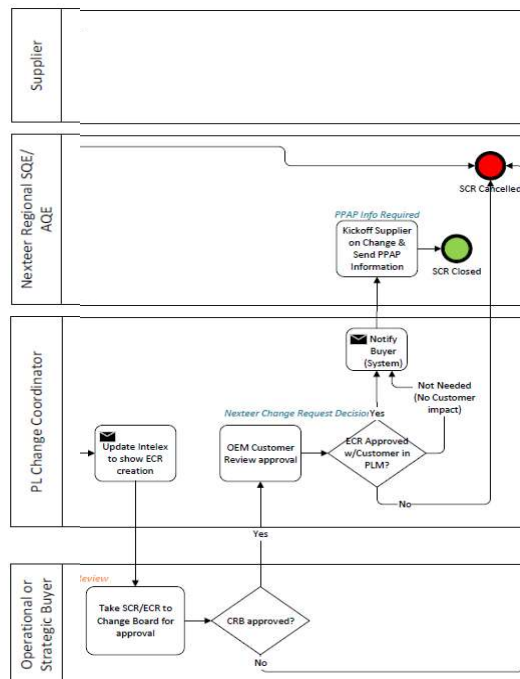 Supplier
Nexteer Regional SQE/
AQE
SCR Cancelled
PPAP Info Required
Kickoff Supplier
on Change &
Send PPAP
Information
SCR Closed
PL Change Coordinator
Notify
Buyer
(System)
Not Needed
(No Customer
impact)
Nexteer Change Request Decision
Yes
Update Intelex
to show ECR
creation
OEM Customer
Review approval
ECR Approved
w/Customer in
PLM?
No
Yes
Operational or
Strategic Buyer
Review
Take SCR/ECR to
Change Board for
approval
CRB approved?
No